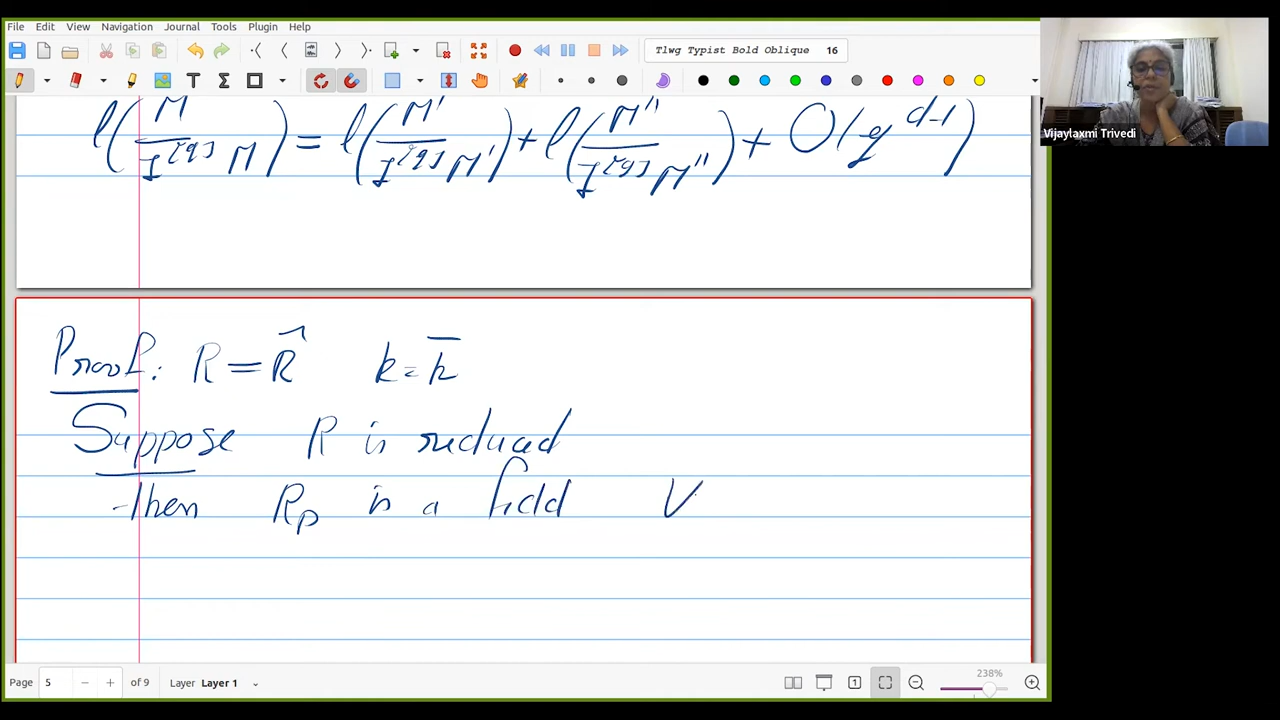 File Edit View Navigation Journal Tools Plugin Help
Tlwg Typist Bold Oblique 16
l(M/I^[q]M) = l(M'/I^[q]M') + l(M''/I^[q]M'') + O(q^{d-1})
Vijaylaxmi Trivedi
Proof: R = R̂ k = k̄
Suppose R is reduced
Then R_p is a field ∀
Page 5 − + of 9 Layer Layer 1 238%